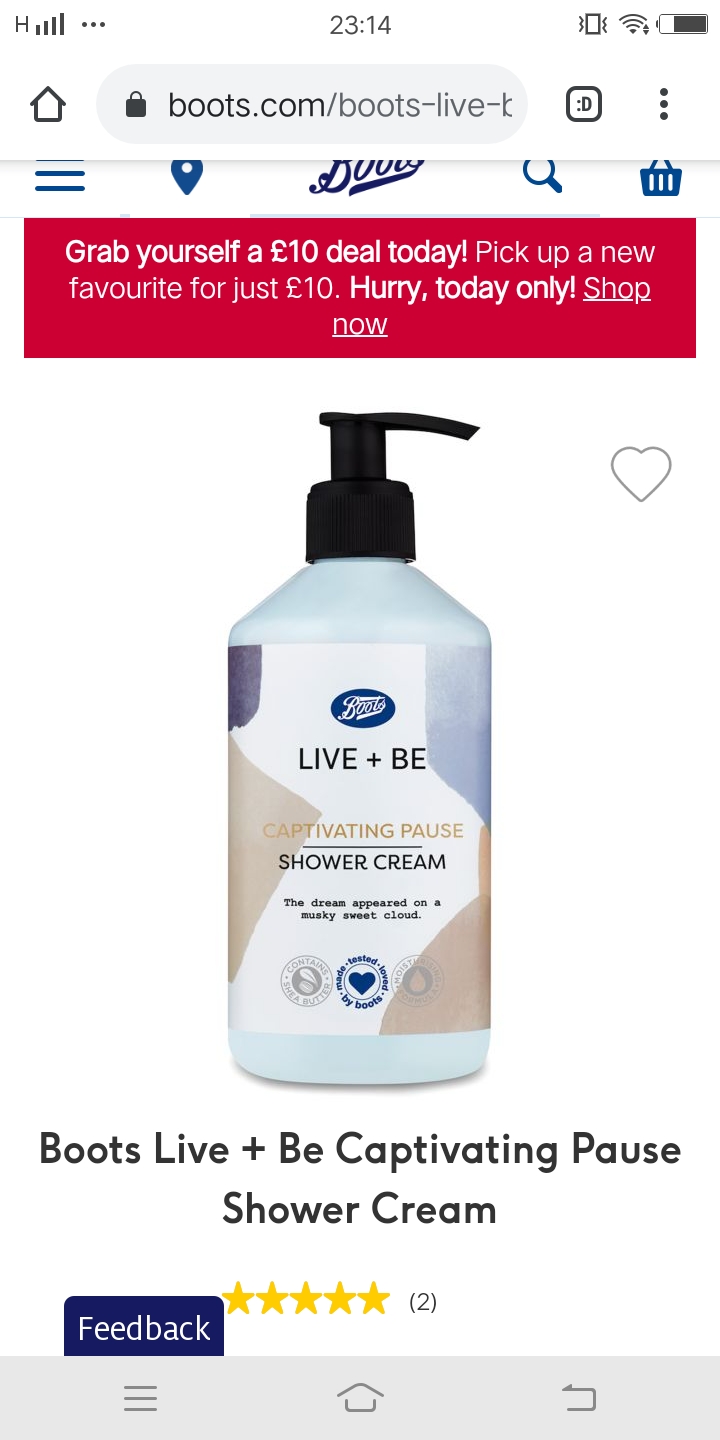 H
23:14
boots.com/boots-live-b
:D
Boots
Grab yourself a £10 deal today! Pick up a new
favourite for just £10. Hurry, today only! Shop
now
Boots
LIVE + BE
CAPTIVATING PAUSE
SHOWER CREAM
The dream appeared on a
musky sweet cloud.
CONTAINS SHEA BUTTER
made·tested·loved ·by boots·
MOISTURISING FORMULA
Boots Live + Be Captivating Pause
Shower Cream
(2)
Feedback